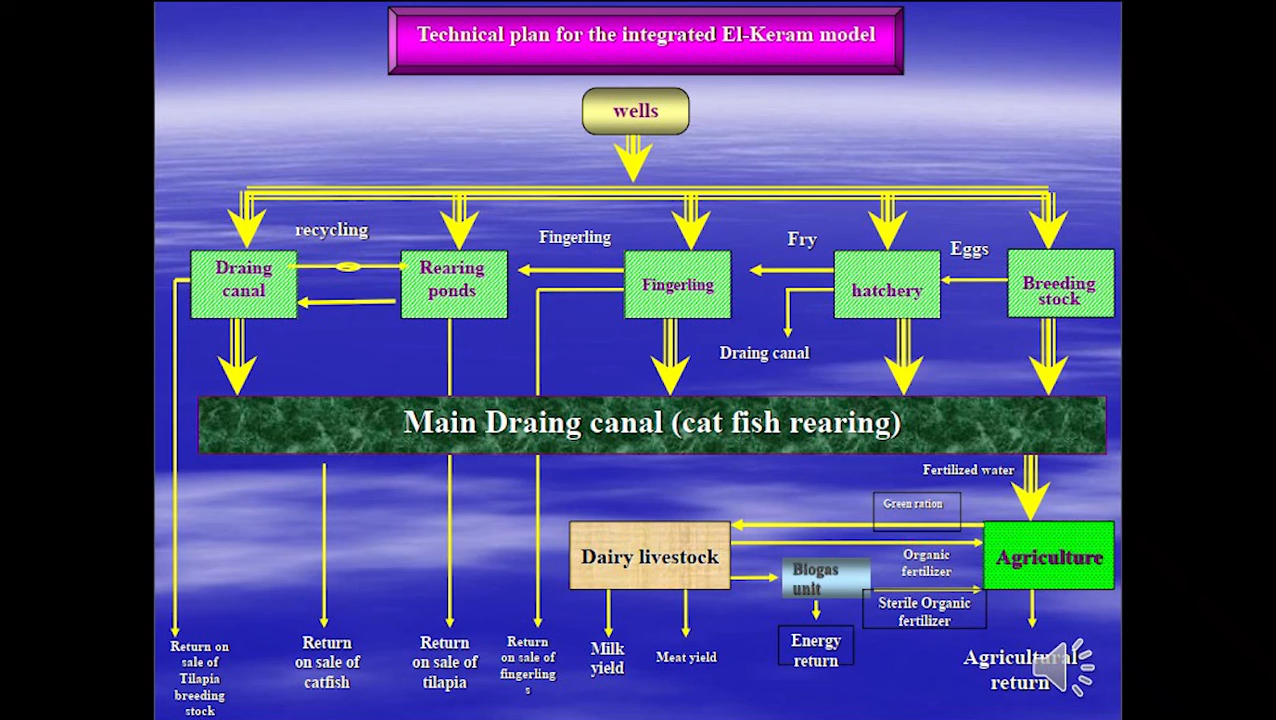 Technical plan for the integrated El-Keram model
wells
recycling
Fingerling
Fry
Eggs
Draing
canal
Rearing
ponds
Fingerling
hatchery
Breeding
stock
Draing canal
Main Draing canal (cat fish rearing)
Fertilized water
Green ration
Dairy livestock
Organic
fertilizer
Agriculture
Biogas
unit
Sterile Organic
fertilizer
Return on
sale of
Tilapia
breeding
stock
Return
on sale of
catfish
Return
on sale of
tilapia
Return
on sale of
fingerling
s
Milk
yield
Meat yield
Energy
return
Agricultural
return